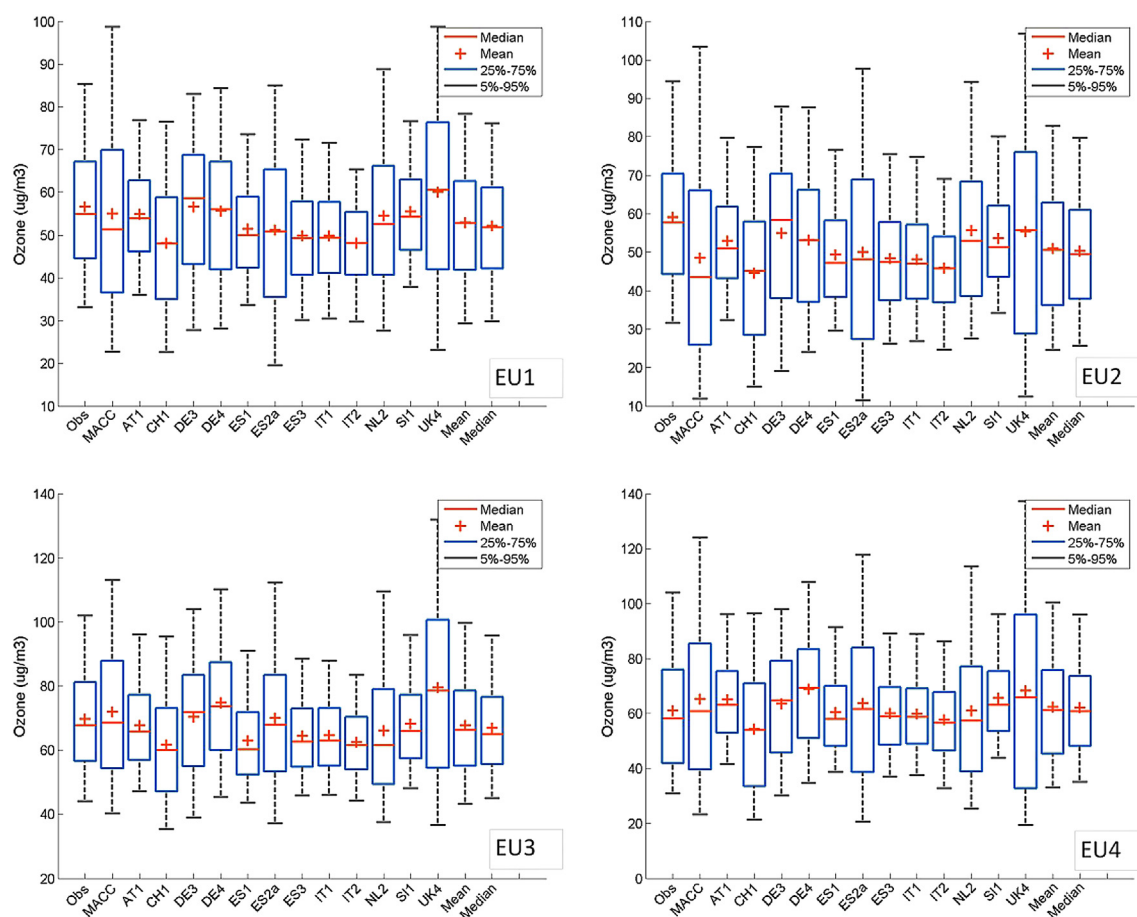 100
90
80
70
60
50
40
30
20
10
Ozone (ug/m3)
Median
Mean
25%-75%
5%-95%
EU1
Obs MACC AT1 CH1 DE3 DE4 ES1 ES2a ES3 IT1 IT2 NL2 SI1 UK4 Mean Median
110
100
90
80
70
60
50
40
30
20
10
Ozone (ug/m3)
Median
Mean
25%-75%
5%-95%
EU2
Obs MACC AT1 CH1 DE3 DE4 ES1 ES2a ES3 IT1 IT2 NL2 SI1 UK4 Mean Median
140
120
100
80
60
40
20
Ozone (ug/m3)
Median
Mean
25%-75%
5%-95%
EU3
Obs MACC AT1 CH1 DE3 DE4 ES1 ES2a ES3 IT1 IT2 NL2 SI1 UK4 Mean Median
140
120
100
80
60
40
20
0
Ozone (ug/m3)
Median
Mean
25%-75%
5%-95%
EU4
Obs MACC AT1 CH1 DE3 DE4 ES1 ES2a ES3 IT1 IT2 NL2 SI1 UK4 Mean Median